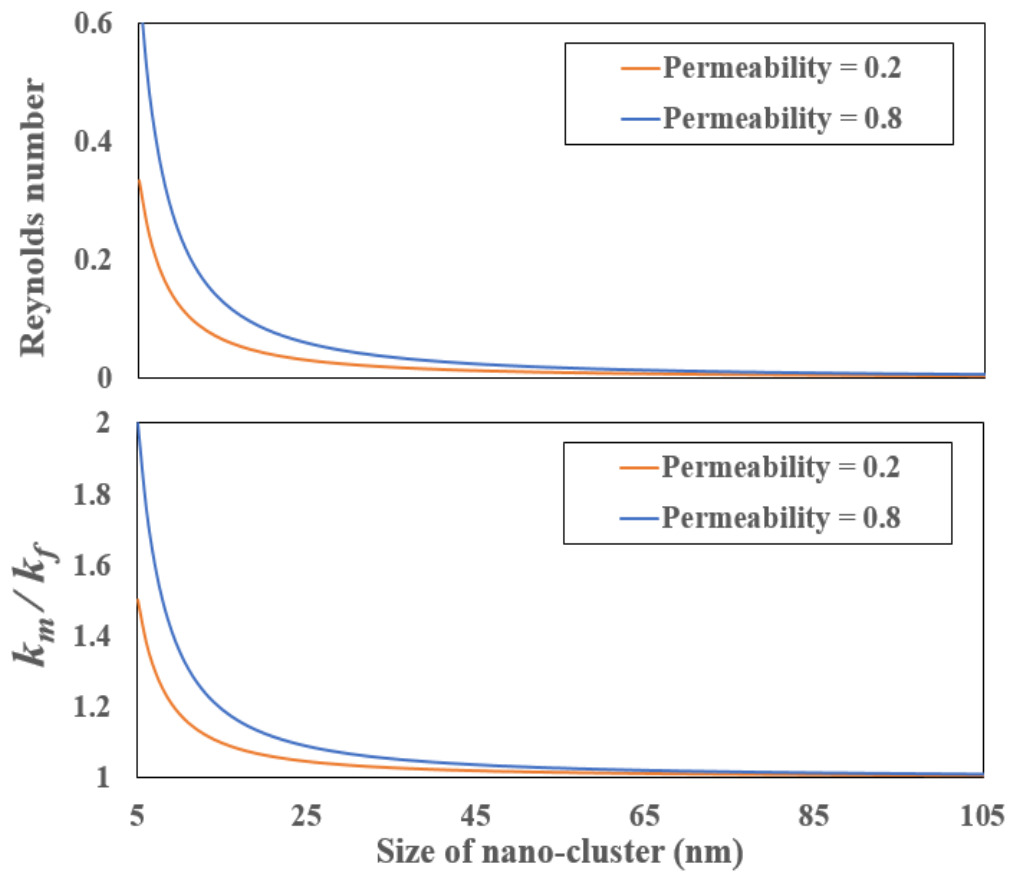 0.6
0.4
0.2
0
Reynolds number
Permeability = 0.2
Permeability = 0.8
2
1.8
1.6
1.4
1.2
1
k_m / k_f
Permeability = 0.2
Permeability = 0.8
5 25 45 65 85 105
Size of nano-cluster (nm)